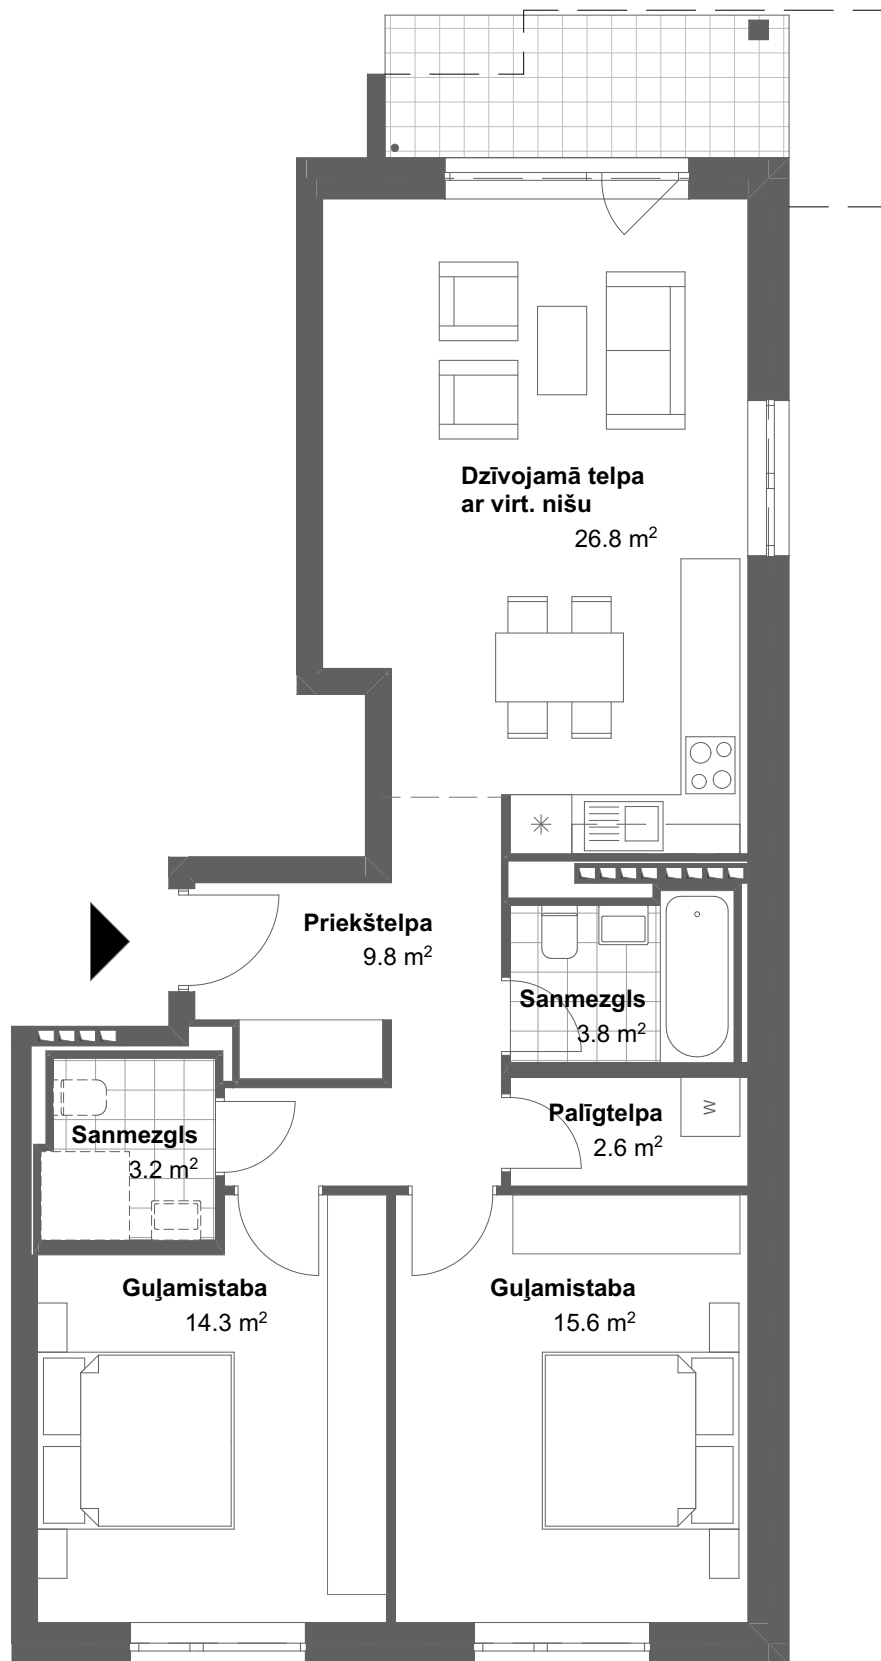 Dzīvojamā telpa
ar virt. nišu
26.8 m²
Priekštelpa
9.8 m²
Sanmezgls
3.8 m²
Palīgtelpa
2.6 m²
W
Sanmezgls
3.2 m²
Guļamistaba
14.3 m²
Guļamistaba
15.6 m²